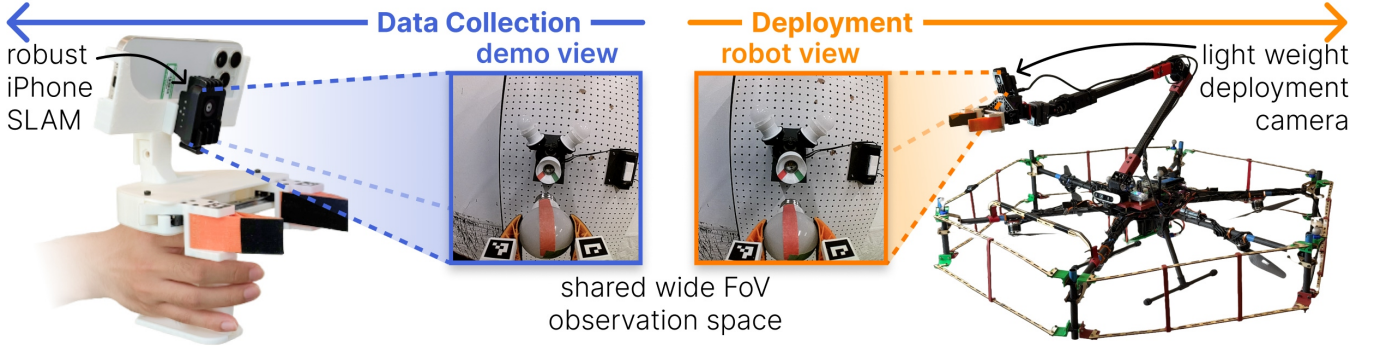 Data Collection
demo view
robust
iPhone
SLAM
Deployment
robot view
light weight
deployment
camera
shared wide FoV
observation space